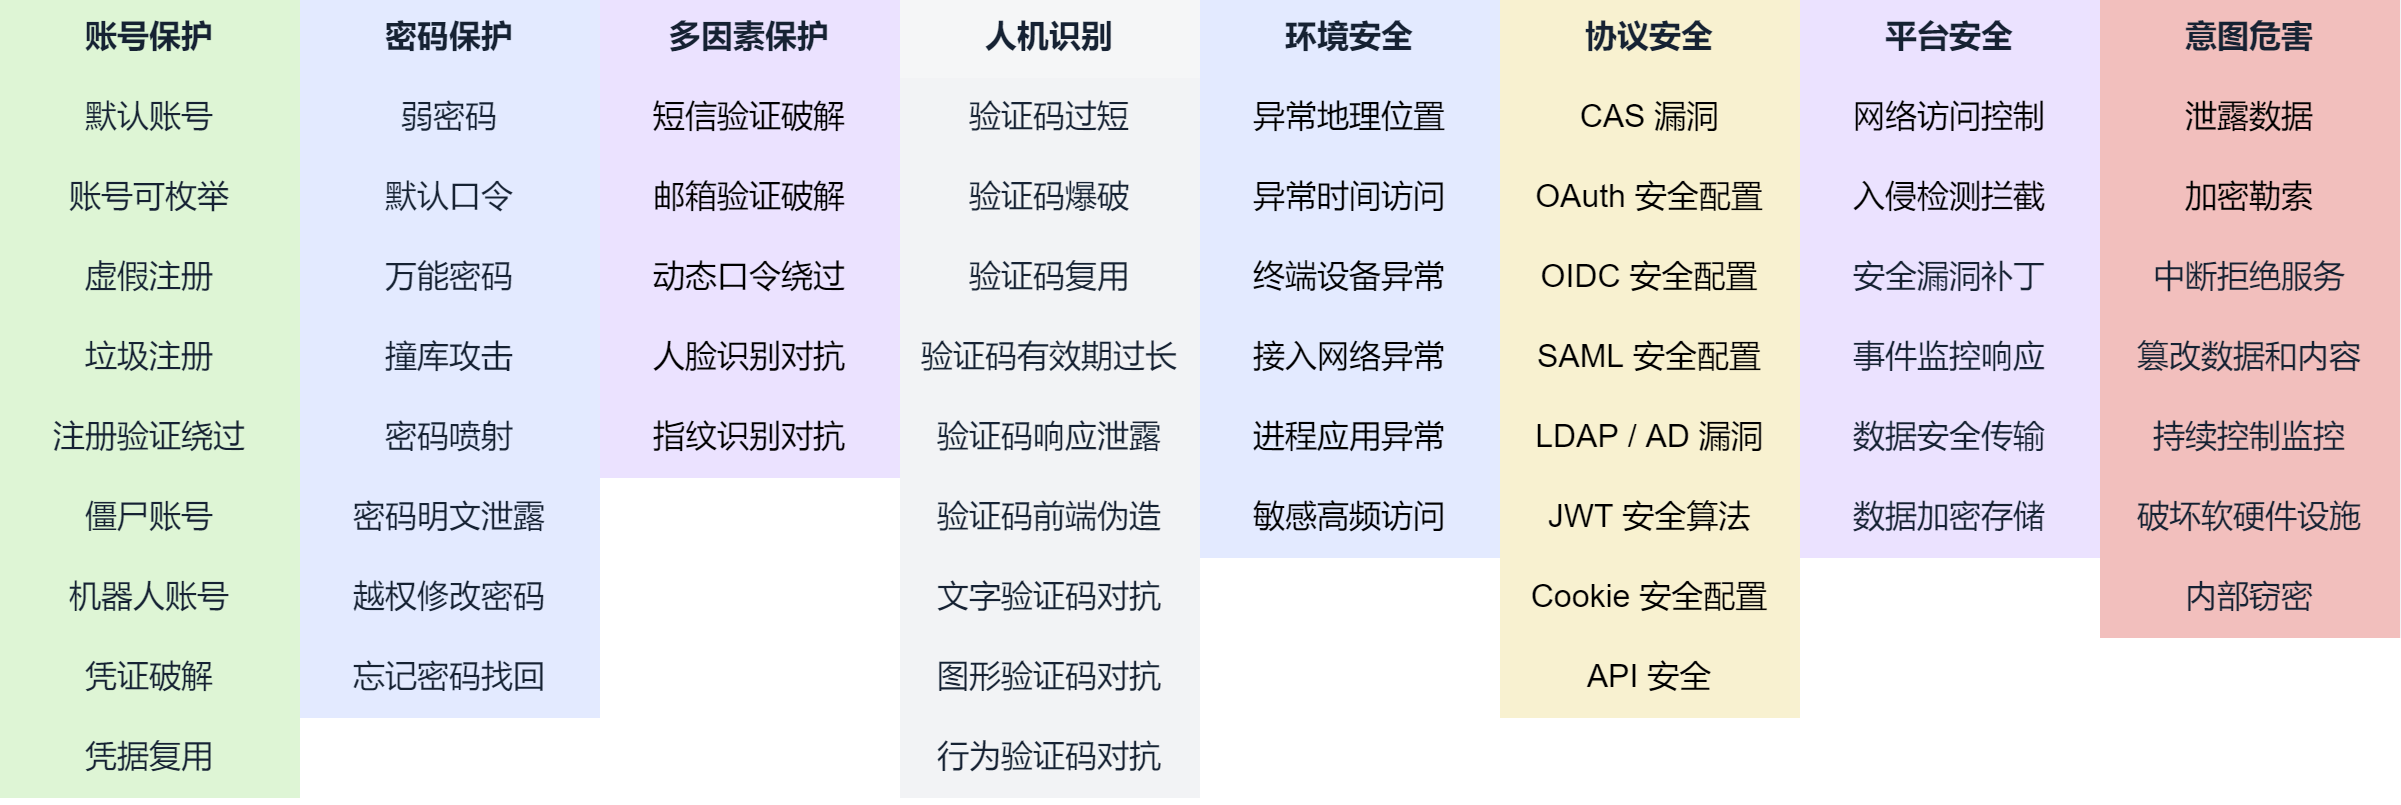 账号保护 密码保护 多因素保护 人机识别 环境安全 协议安全 平台安全 意图危害
默认账号 弱密码 短信验证破解 验证码过短 异常地理位置 CAS 漏洞 网络访问控制 泄露数据
账号可枚举 默认口令 邮箱验证破解 验证码爆破 异常时间访问 OAuth 安全配置 入侵检测拦截 加密勒索
虚假注册 万能密码 动态口令绕过 验证码复用 终端设备异常 OIDC 安全配置 安全漏洞补丁 中断拒绝服务
垃圾注册 撞库攻击 人脸识别对抗 验证码有效期过长 接入网络异常 SAML 安全配置 事件监控响应 篡改数据和内容
注册验证绕过 密码喷射 指纹识别对抗 验证码响应泄露 进程应用异常 LDAP / AD 漏洞 数据安全传输 持续控制监控
僵尸账号 密码明文泄露 验证码前端伪造 敏感高频访问 JWT 安全算法 数据加密存储 破坏软硬件设施
机器人账号 越权修改密码 文字验证码对抗 Cookie 安全配置 内部窃密
凭证破解 忘记密码找回 图形验证码对抗 API 安全
凭据复用 行为验证码对抗